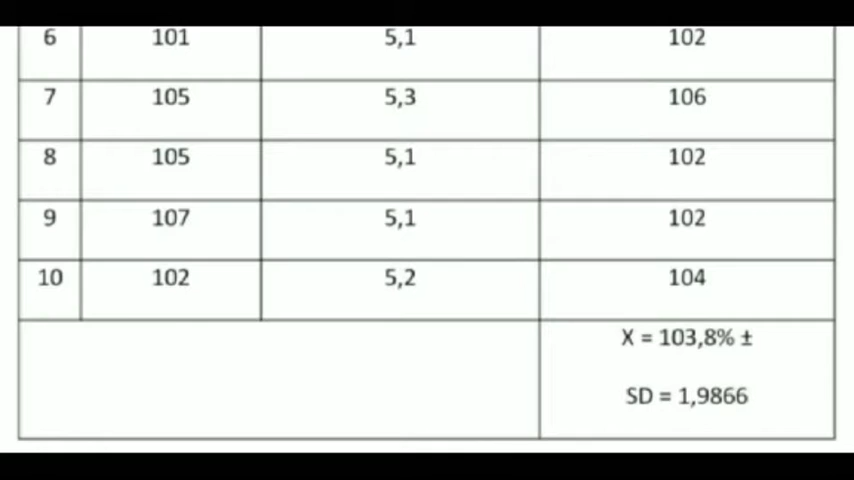 6 101 5,1 102
7 105 5,3 106
8 105 5,1 102
9 107 5,1 102
10 102 5,2 104
X = 103,8% ±
SD = 1,9866